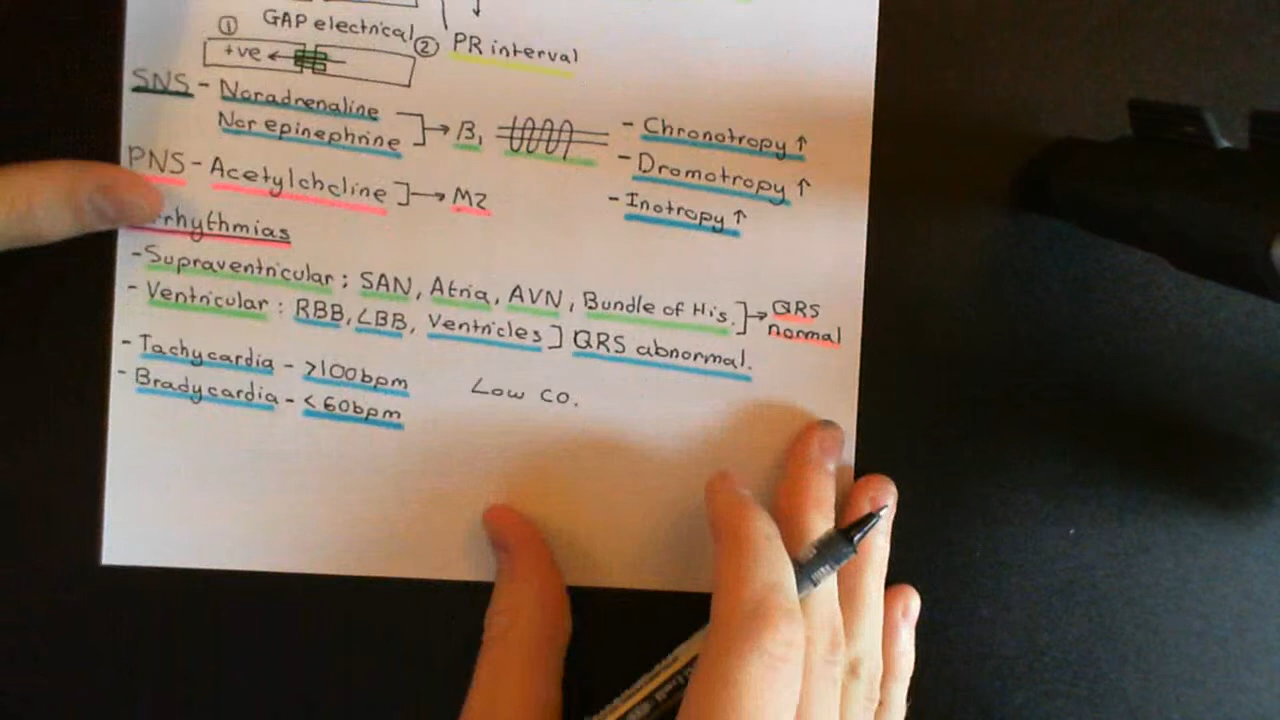 ① GAP electrical
② PR interval
+ve
SNS - Noradrenaline
Norepinephrine
→ β1
- Chronotropy ↑
- Dromotropy ↑
- Inotropy ↑
PNS - Acetylcholine ] → M2
rhythmias
- Supraventricular : SAN, Atria, AVN, Bundle of His. ] → QRS normal
- Ventricular : RBB, LBB, Ventricles ] QRS abnormal.
- Tachycardia - >100bpm
- Bradycardia - <60bpm
Low CO.